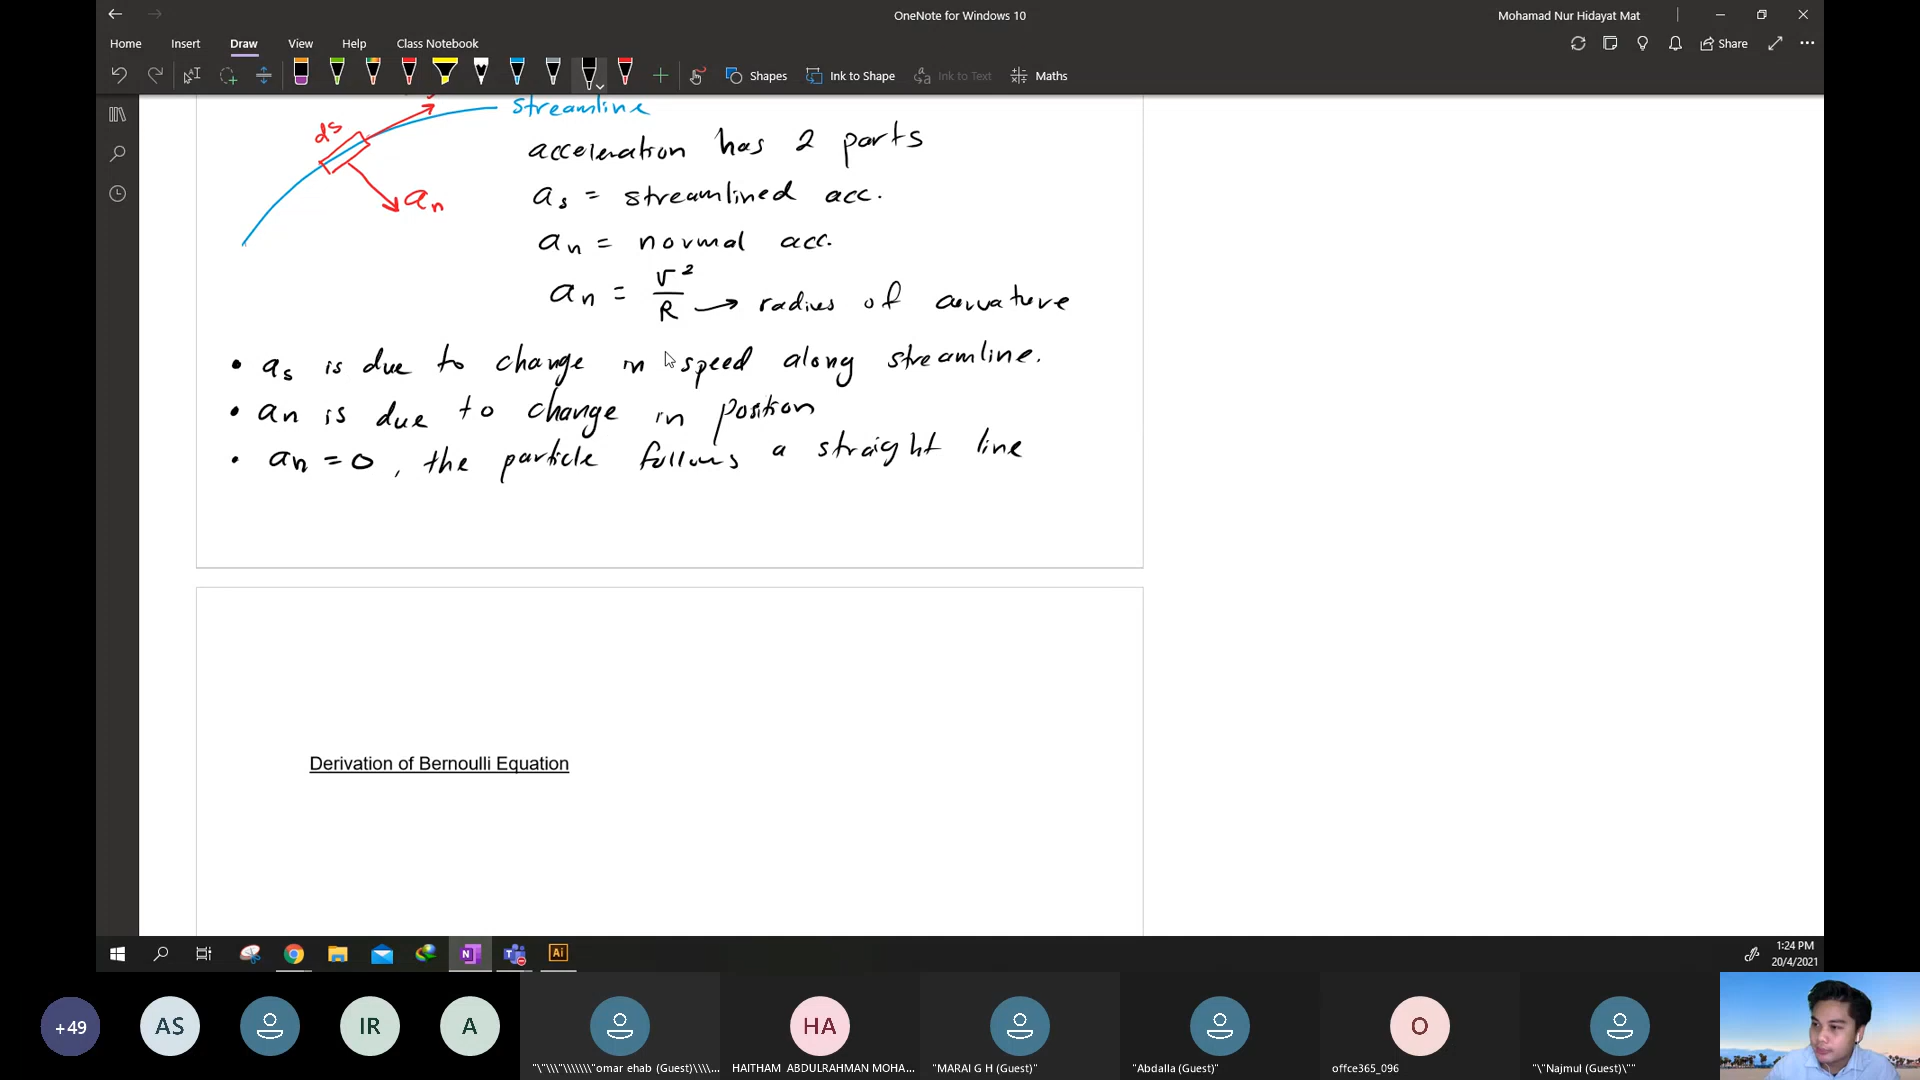 OneNote for Windows 10
Mohamad Nur Hidayat Mat
Home Insert Draw View Help Class Notebook
Share
Shapes Ink to Shape Ink to Text Maths
streamline
ds
acceleration has 2 parts
an
as = streamlined acc.
an = normal acc.
an = V²/R → radius of curvature
• as is due to change in speed along streamline.
• an is due to change in position
• an = 0, the particle follows a straight line
Derivation of Bernoulli Equation
1:24 PM
20/4/2021
+49 AS IR A HA O
"\"\\\"\\\\\\\"omar ehab (Guest)\\\\... HAITHAM ABDULRAHMAN MOHA... "MARAI G H (Guest)" "Abdalla (Guest)" offce365_096 "\"Najmul (Guest)\""